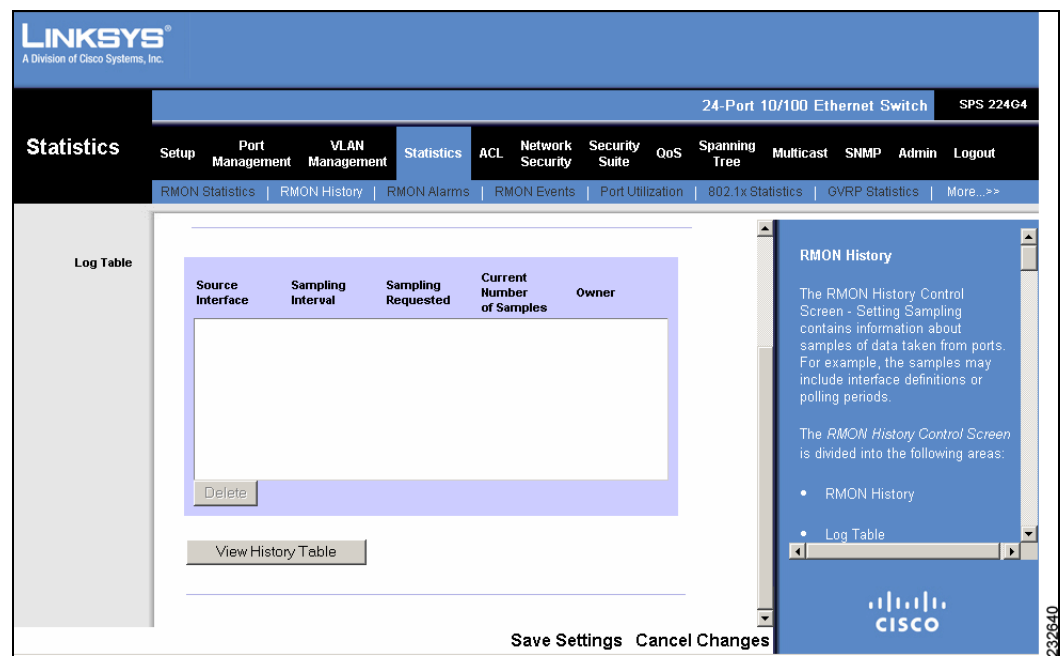 LINKSYS®
A Division of Cisco Systems, Inc.
24-Port 10/100 Ethernet Switch SPS 224G4
Statistics
Setup Port Management VLAN Management Statistics ACL Network Security Security Suite QoS Spanning Tree Multicast SNMP Admin Logout
RMON Statistics | RMON History | RMON Alarms | RMON Events | Port Utilization | 802.1x Statistics | GVRP Statistics | More...>>
Log Table
Source Interface Sampling Interval Sampling Requested Current Number of Samples Owner
Delete
View History Table
RMON History
The RMON History Control
Screen - Setting Sampling
contains information about
samples of data taken from ports.
For example, the samples may
include interface definitions or
polling periods.
The RMON History Control Screen
is divided into the following areas:
• RMON History
• Log Table
CISCO
Save Settings Cancel Changes
232640